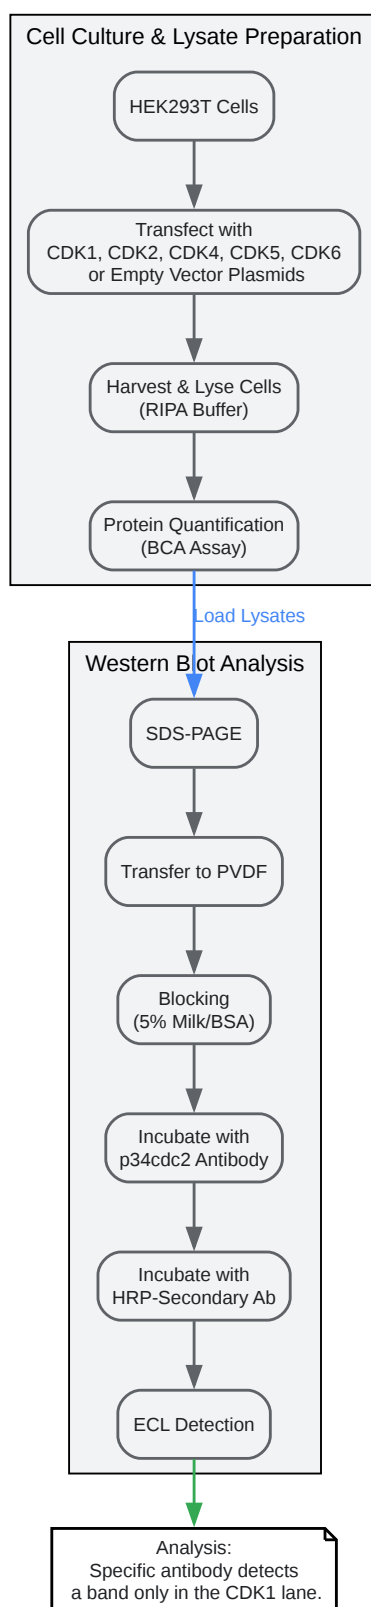 Cell Culture & Lysate Preparation
HEK293T Cells
Transfect with
CDK1, CDK2, CDK4, CDK5, CDK6
or Empty Vector Plasmids
Harvest & Lyse Cells
(RIPA Buffer)
Protein Quantification
(BCA Assay)
Load Lysates
Western Blot Analysis
SDS-PAGE
Transfer to PVDF
Blocking
(5% Milk/BSA)
Incubate with
p34cdc2 Antibody
Incubate with
HRP-Secondary Ab
ECL Detection
Analysis:
Specific antibody detects
a band only in the CDK1 lane.